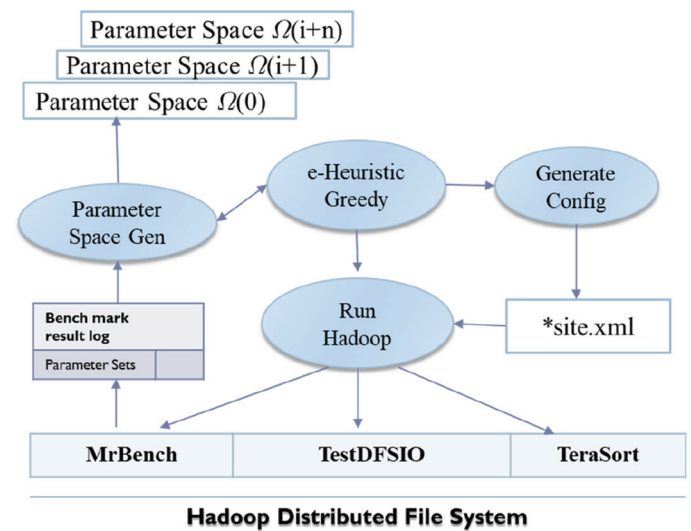 Parameter Space Ω(i+n)
Parameter Space Ω(i+1)
Parameter Space Ω(0)
e-Heuristic
Greedy
Generate
Config
Parameter
Space Gen
Run
Hadoop
*site.xml
Bench mark
result log
Parameter Sets
MrBench
TestDFSIO
TeraSort
Hadoop Distributed File System